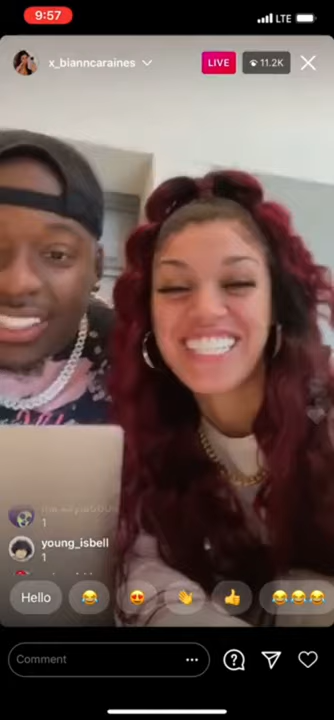 9:57
LTE
x_bianncaraines
LIVE
11.2K
1
young_isbell
1
Hello
Comment